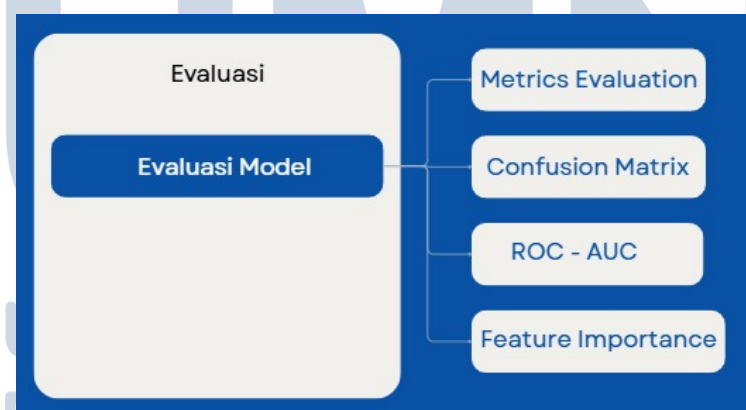 Evaluasi
Evaluasi Model
Metrics Evaluation
Confusion Matrix
ROC - AUC
Feature Importance